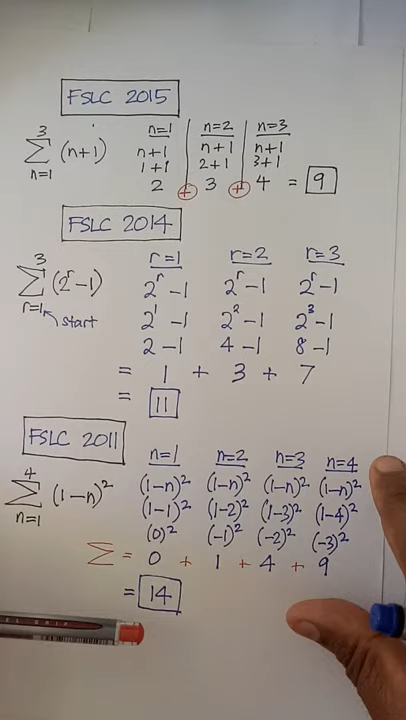 FSLC 2015
3 n=1 n=2 n=3
∑ (n+1) n+1 n+1 n+1
n=1 1+1 2+1 3+1
2 + 3 + 4 = 9
FSLC 2014
3 r=1 r=2 r=3
∑ (2^r -1) 2^r -1 2^r -1 2^r -1
r=1 start 2^1 -1 2^2 -1 2^3 -1
2 -1 4 -1 8 -1
= 1 + 3 + 7
= 11
FSLC 2011
4 n=1 n=2 n=3 n=4
∑ (1-n)² (1-n)² (1-n)² (1-n)² (1-n)²
n=1 (1-1)² (1-2)² (1-3)² (1-4)²
(0)² (-1)² (-2)² (-3)²
∑ = 0 + 1 + 4 + 9
= 14